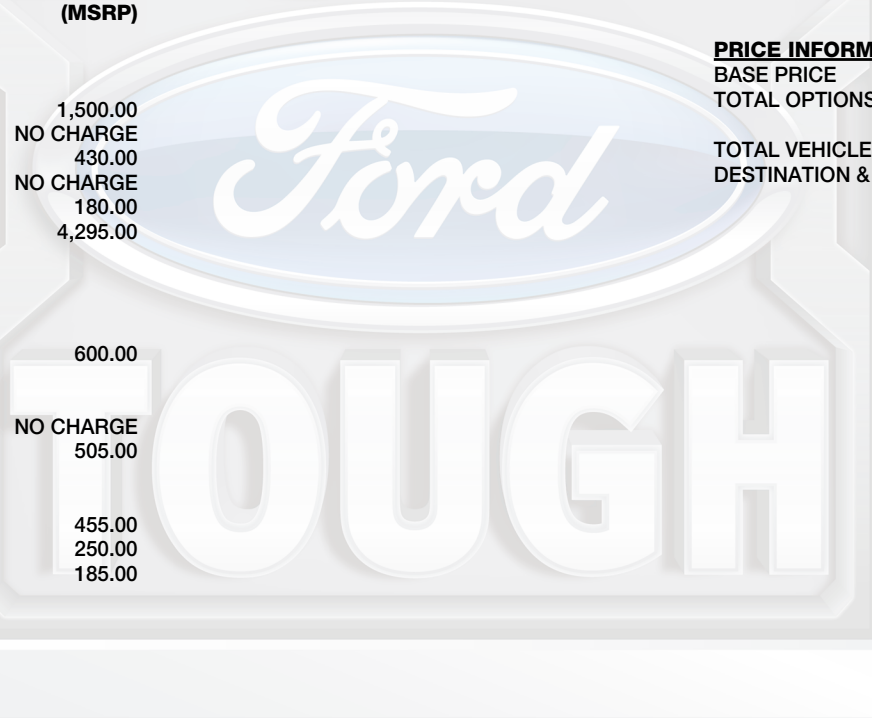 (MSRP)
1,500.00
NO CHARGE
430.00
NO CHARGE
180.00
4,295.00
600.00
NO CHARGE
505.00
455.00
250.00
185.00
PRICE INFORM
BASE PRICE
TOTAL OPTIONS
TOTAL VEHICLE
DESTINATION &
Ford
TOUGH